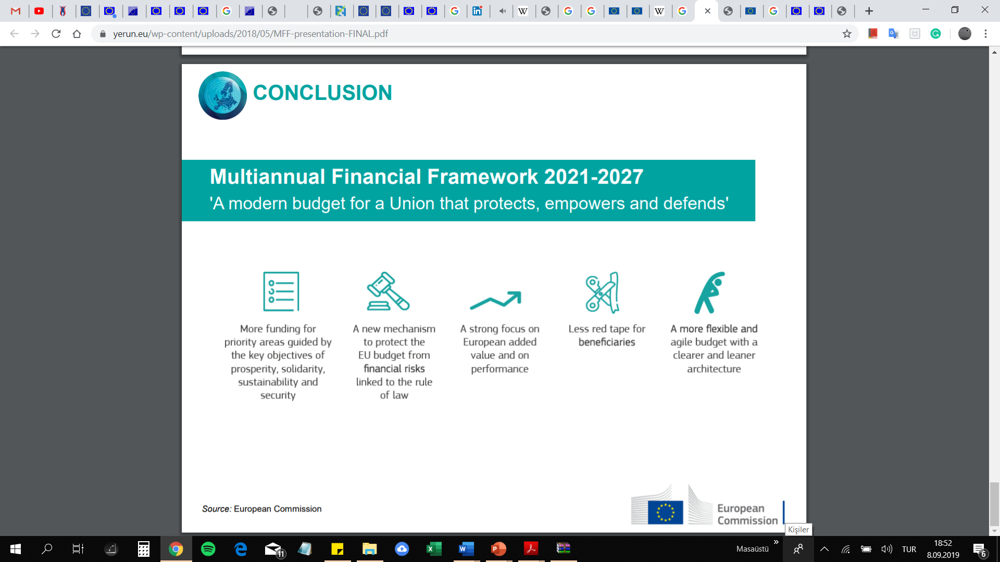 yerun.eu/wp-content/uploads/2018/05/MFF-presentation-FINAL.pdf
CONCLUSION
Multiannual Financial Framework 2021-2027
'A modern budget for a Union that protects, empowers and defends'
More funding for
priority areas guided by
the key objectives of
prosperity, solidarity,
sustainability and
security
A new mechanism
to protect the
EU budget from
financial risks
linked to the rule
of law
A strong focus on
European added
value and on
performance
Less red tape for
beneficiaries
A more flexible and
agile budget with a
clearer and leaner
architecture
Source: European Commission
European
Commission
Kişiler
11
Masaüstü
TUR
18:52
8.09.2019
6